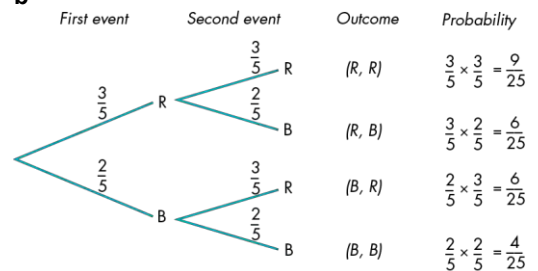 b
First event Second event Outcome Probability
3/5 R (R, R) 3/5 × 3/5 = 9/25
3/5 R
2/5 B (R, B) 3/5 × 2/5 = 6/25
3/5 R (B, R) 2/5 × 3/5 = 6/25
2/5 B
2/5 B (B, B) 2/5 × 2/5 = 4/25